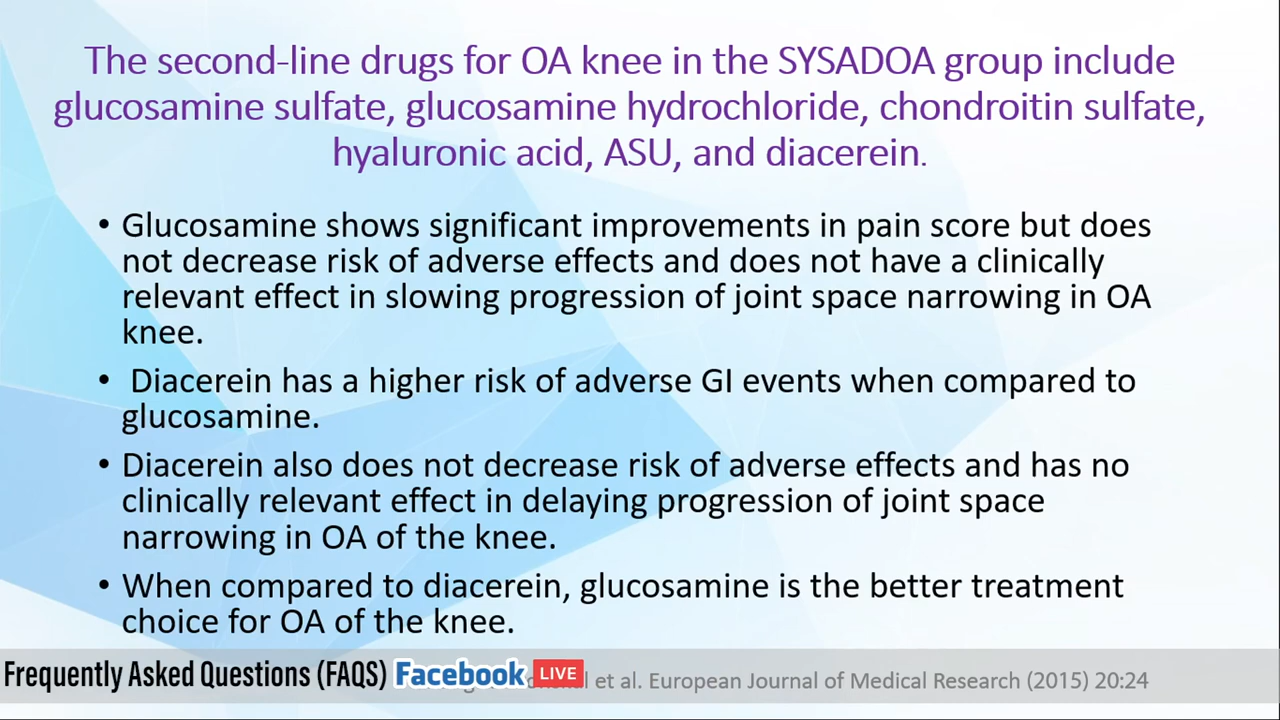 The second-line drugs for OA knee in the SYSADOA group include
glucosamine sulfate, glucosamine hydrochloride, chondroitin sulfate,
hyaluronic acid, ASU, and diacerein.
• Glucosamine shows significant improvements in pain score but does
not decrease risk of adverse effects and does not have a clinically
relevant effect in slowing progression of joint space narrowing in OA
knee.
• Diacerein has a higher risk of adverse GI events when compared to
glucosamine.
• Diacerein also does not decrease risk of adverse effects and has no
clinically relevant effect in delaying progression of joint space
narrowing in OA of the knee.
• When compared to diacerein, glucosamine is the better treatment
choice for OA of the knee.
Frequently Asked Questions (FAQS) Facebook LIVE et al. European Journal of Medical Research (2015) 20:24